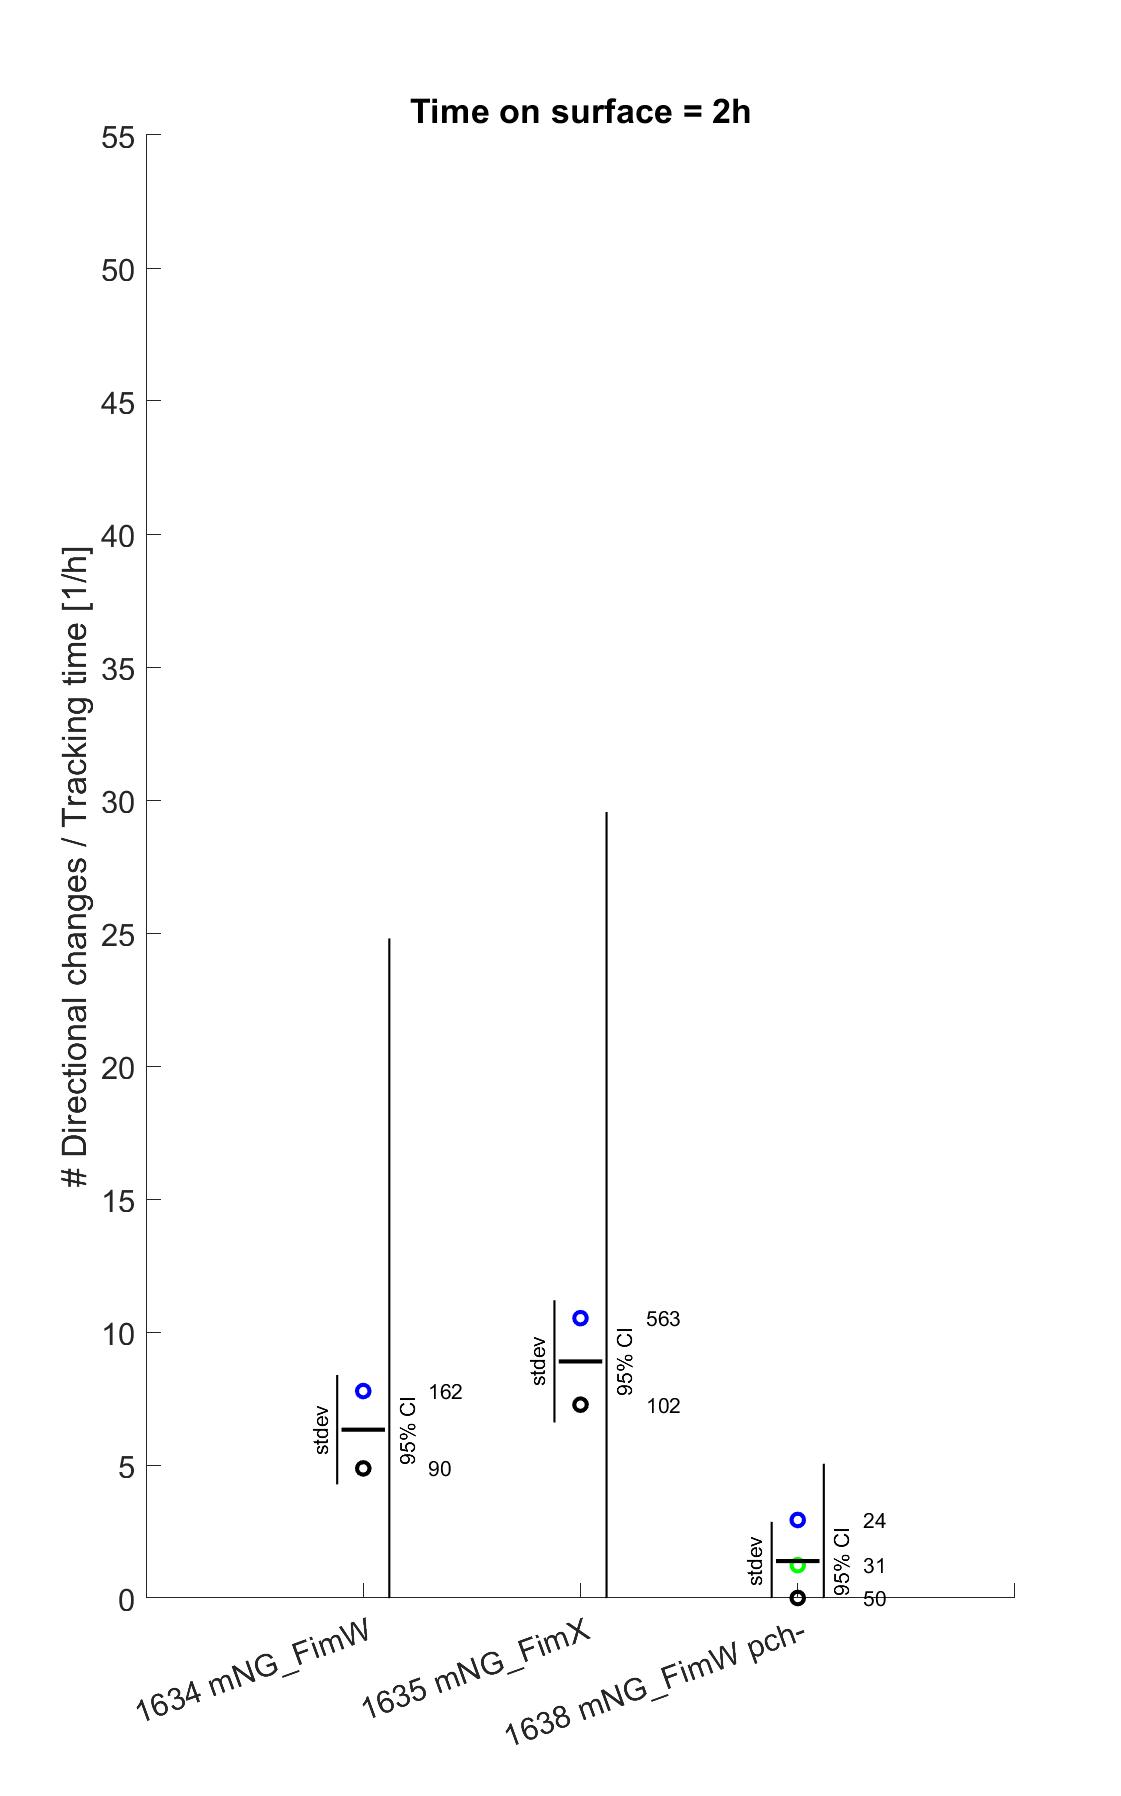 Time on surface = 2h
# Directional changes / Tracking time [1/h]
55
50
45
40
35
30
25
20
15
10
5
0
stdev
95% CI
162
90
stdev
95% CI
563
102
stdev
95% CI
24
31
50
1634 mNG_FimW
1635 mNG_FimX
1638 mNG_FimW pch-